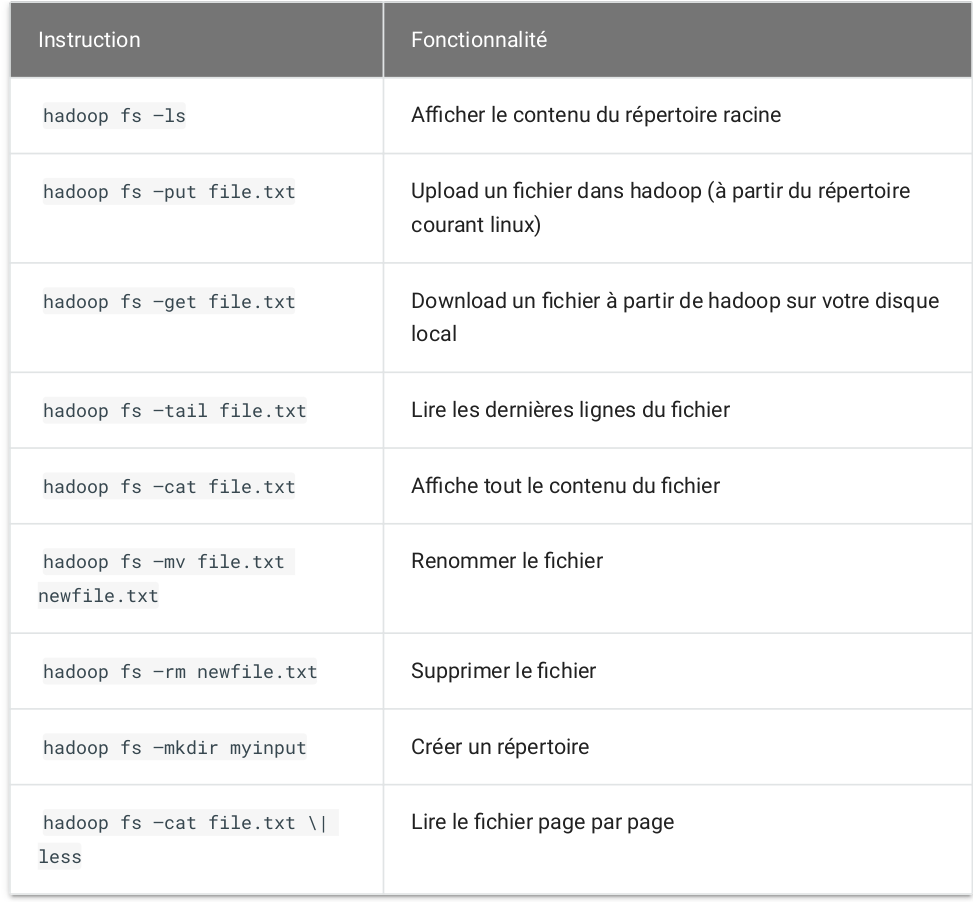 Instruction
Fonctionnalité
hadoop fs –ls
Afficher le contenu du répertoire racine
hadoop fs –put file.txt
Upload un fichier dans hadoop (à partir du répertoire
courant linux)
hadoop fs –get file.txt
Download un fichier à partir de hadoop sur votre disque
local
hadoop fs –tail file.txt
Lire les dernières lignes du fichier
hadoop fs –cat file.txt
Affiche tout le contenu du fichier
hadoop fs –mv file.txt
newfile.txt
Renommer le fichier
hadoop fs –rm newfile.txt
Supprimer le fichier
hadoop fs –mkdir myinput
Créer un répertoire
hadoop fs –cat file.txt \|
less
Lire le fichier page par page